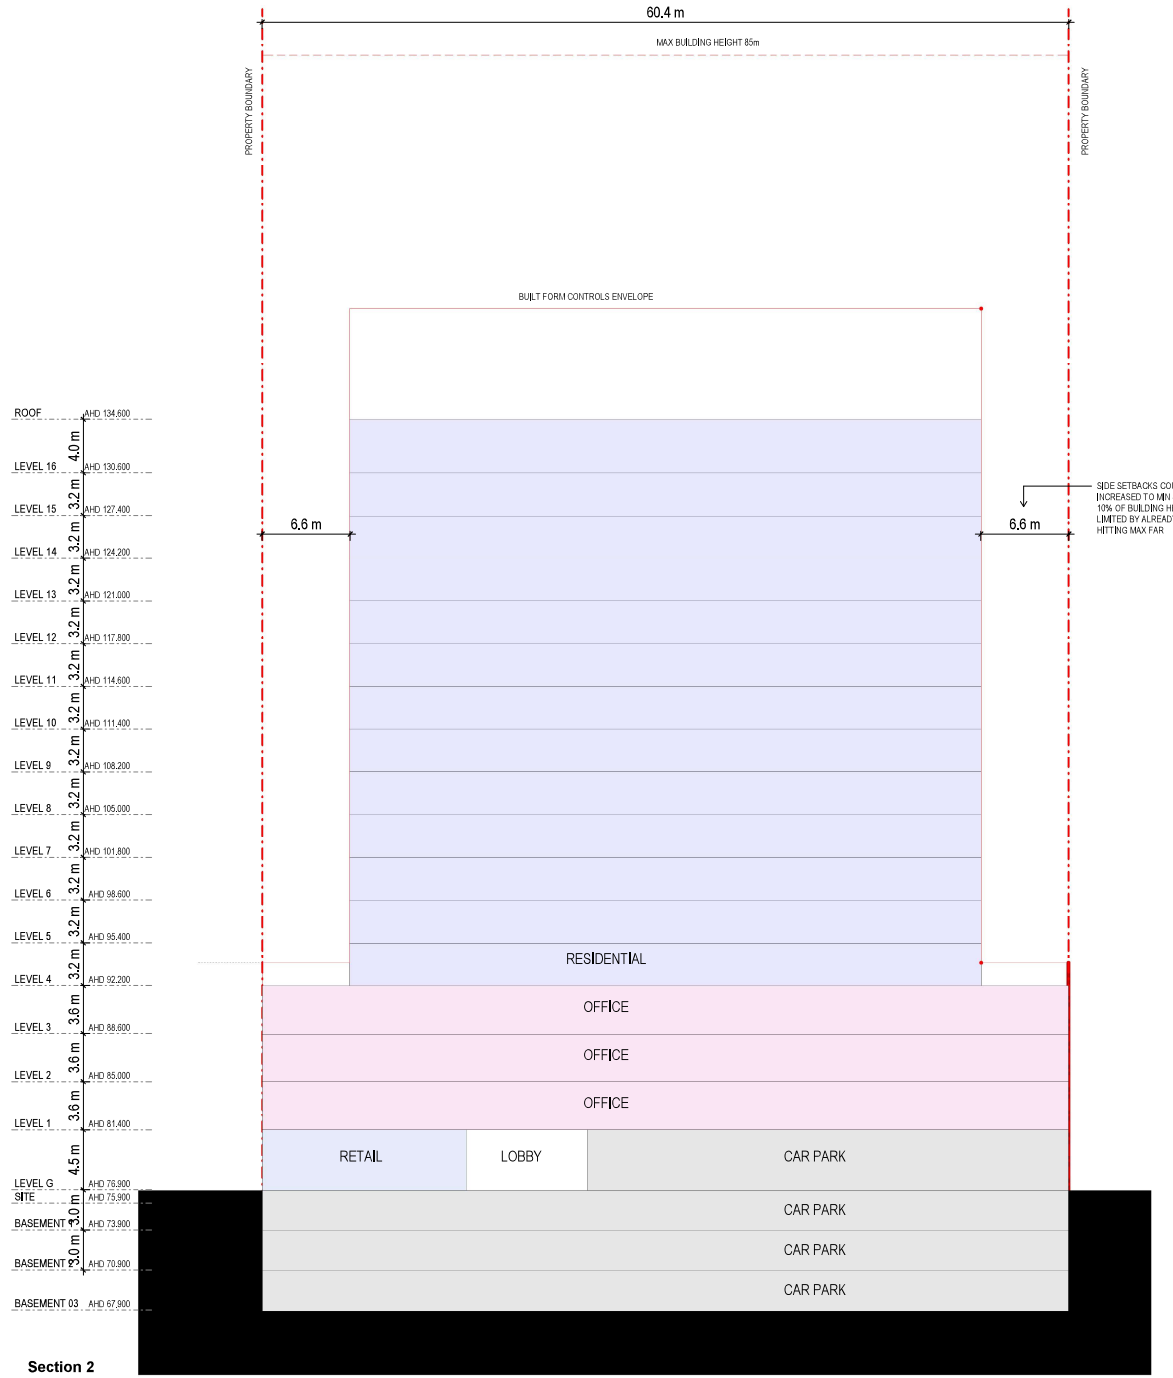 60.4 m
MAX BUILDING HEIGHT 85m
PROPERTY BOUNDARY
PROPERTY BOUNDARY
BUILT FORM CONTROLS ENVELOPE
ROOF AHD 134.600
4.0 m
LEVEL 16 AHD 130.600
3.2 m
LEVEL 15 AHD 127.400
3.2 m
LEVEL 14 AHD 124.200
3.2 m
LEVEL 13 AHD 121.000
3.2 m
LEVEL 12 AHD 117.800
3.2 m
LEVEL 11 AHD 114.600
3.2 m
LEVEL 10 AHD 111.400
3.2 m
LEVEL 9 AHD 108.200
3.2 m
LEVEL 8 AHD 105.000
3.2 m
LEVEL 7 AHD 101.800
3.2 m
LEVEL 6 AHD 98.600
3.2 m
LEVEL 5 AHD 95.400
3.2 m
LEVEL 4 AHD 92.200
3.6 m
LEVEL 3 AHD 88.600
3.6 m
LEVEL 2 AHD 85.000
3.6 m
LEVEL 1 AHD 81.400
4.5 m
LEVEL G AHD 76.900
SITE AHD 75.900
3.0 m
BASEMENT AHD 73.900
3.0 m
BASEMENT AHD 70.900
BASEMENT 03 AHD 67.900
6.6 m
6.6 m
SIDE SETBACKS COU
INCREASED TO MIN
10% OF BUILDING HE
LIMITED BY ALREADY
HITTING MAX FAR
RESIDENTIAL
OFFICE
OFFICE
OFFICE
RETAIL LOBBY CAR PARK
CAR PARK
CAR PARK
CAR PARK
Section 2